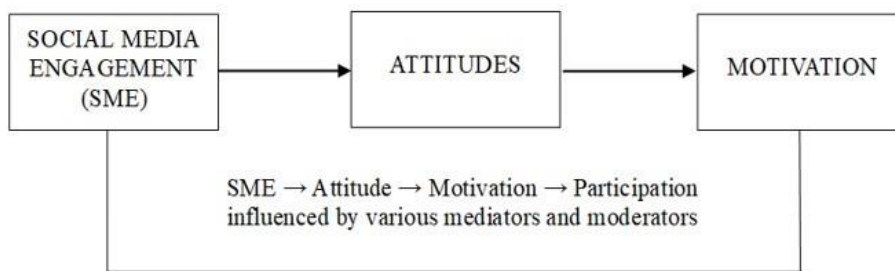 SOCIAL MEDIA
ENGAGEMENT
(SME)
ATTITUDES
MOTIVATION
SME → Attitude → Motivation → Participation
influenced by various mediators and moderators